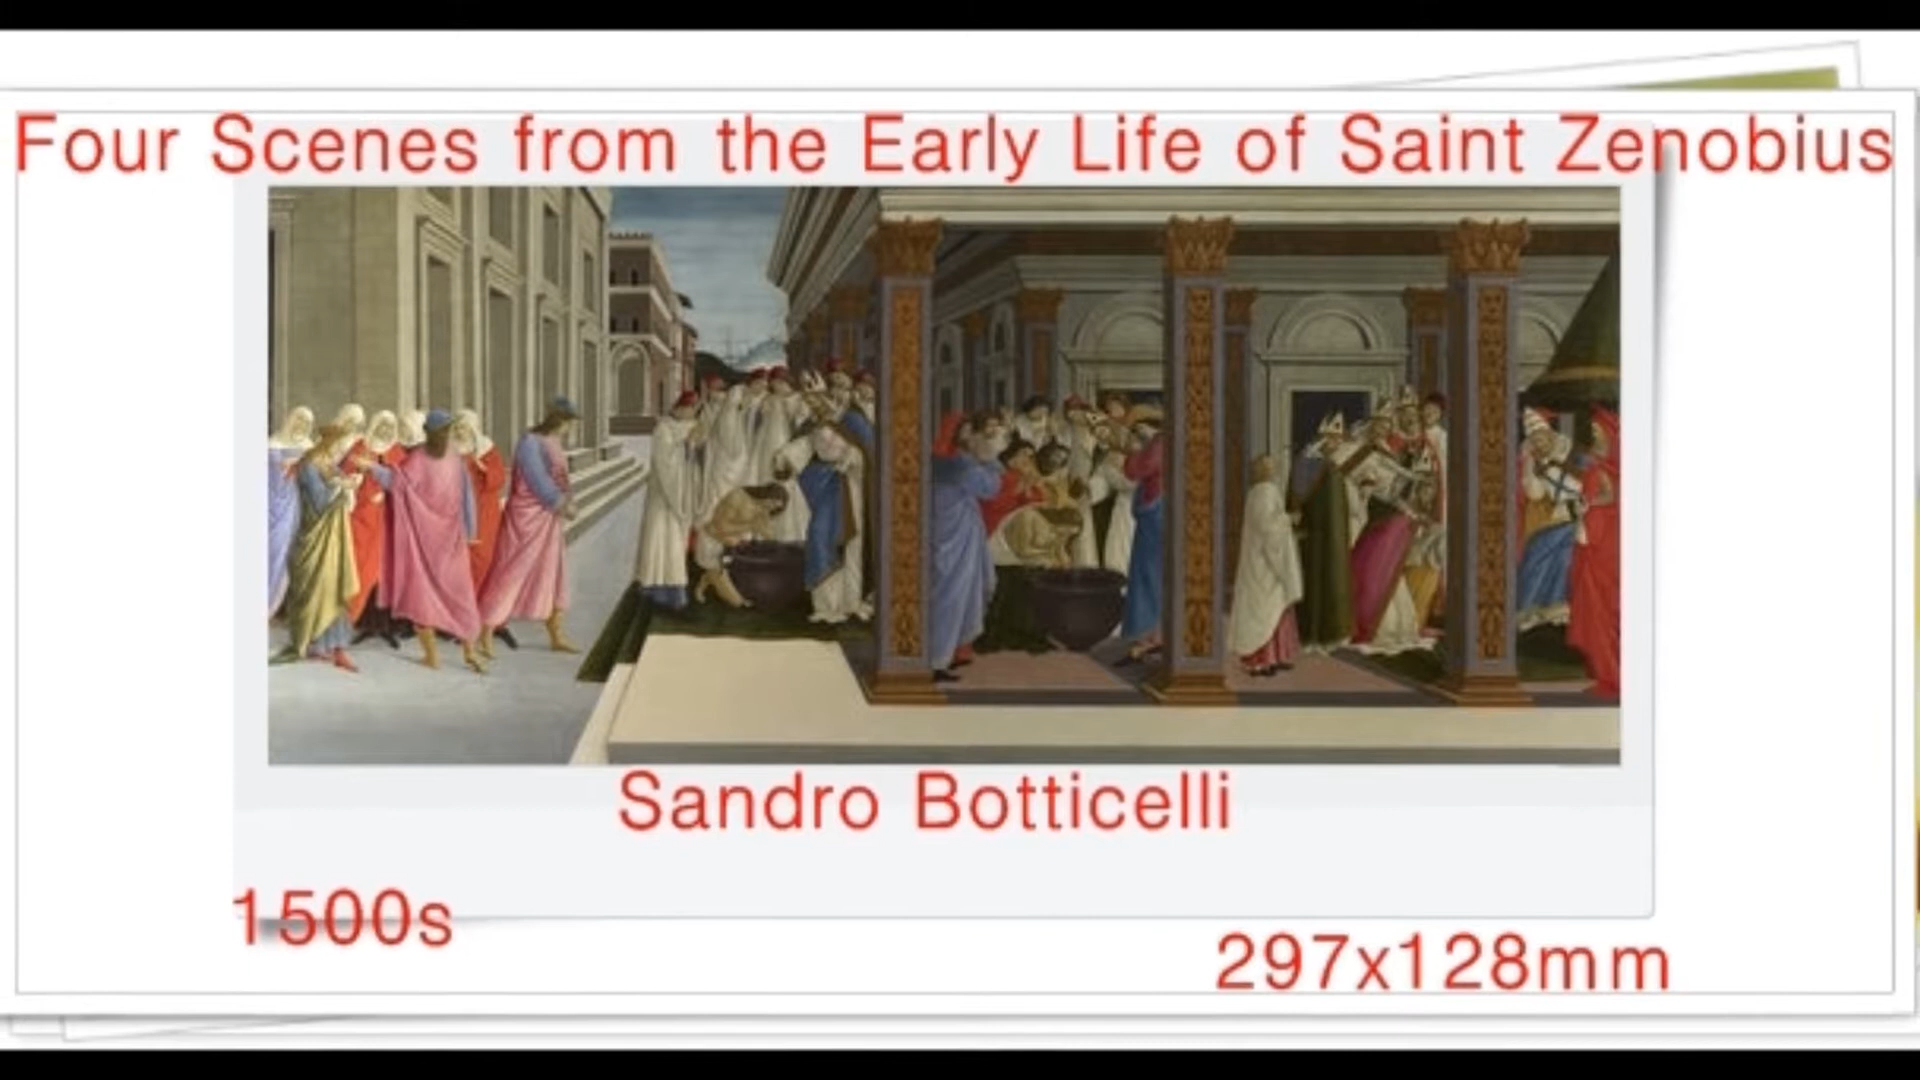 Four Scenes from the Early Life of Saint Zenobius
Sandro Botticelli
1500s
297x128mm